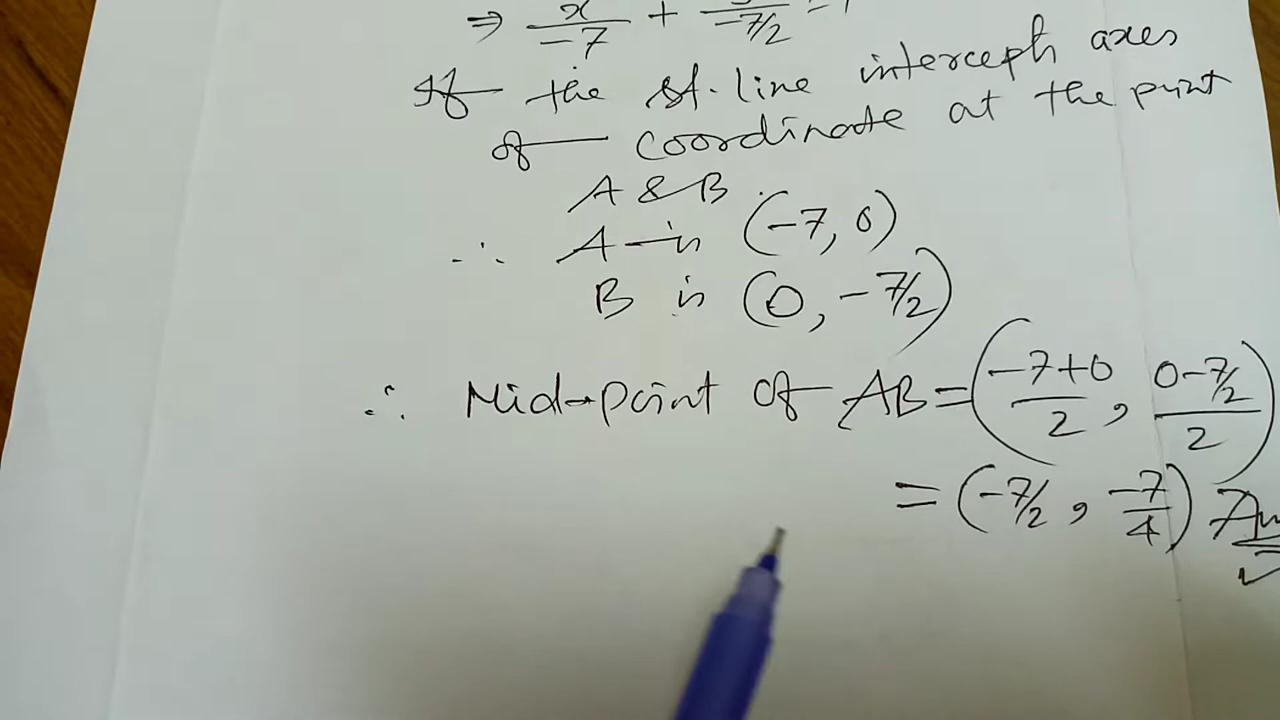 ⇒ x/-7 + y/-7/2 = 1
If the st. line intercept axes
of coordinate at the point
A & B
∴ A is (-7, 0)
B is (0, -7/2)
∴ Mid-point of AB = (-7+0/2, 0-7/2/2)
= (-7/2, -7/4) Ans